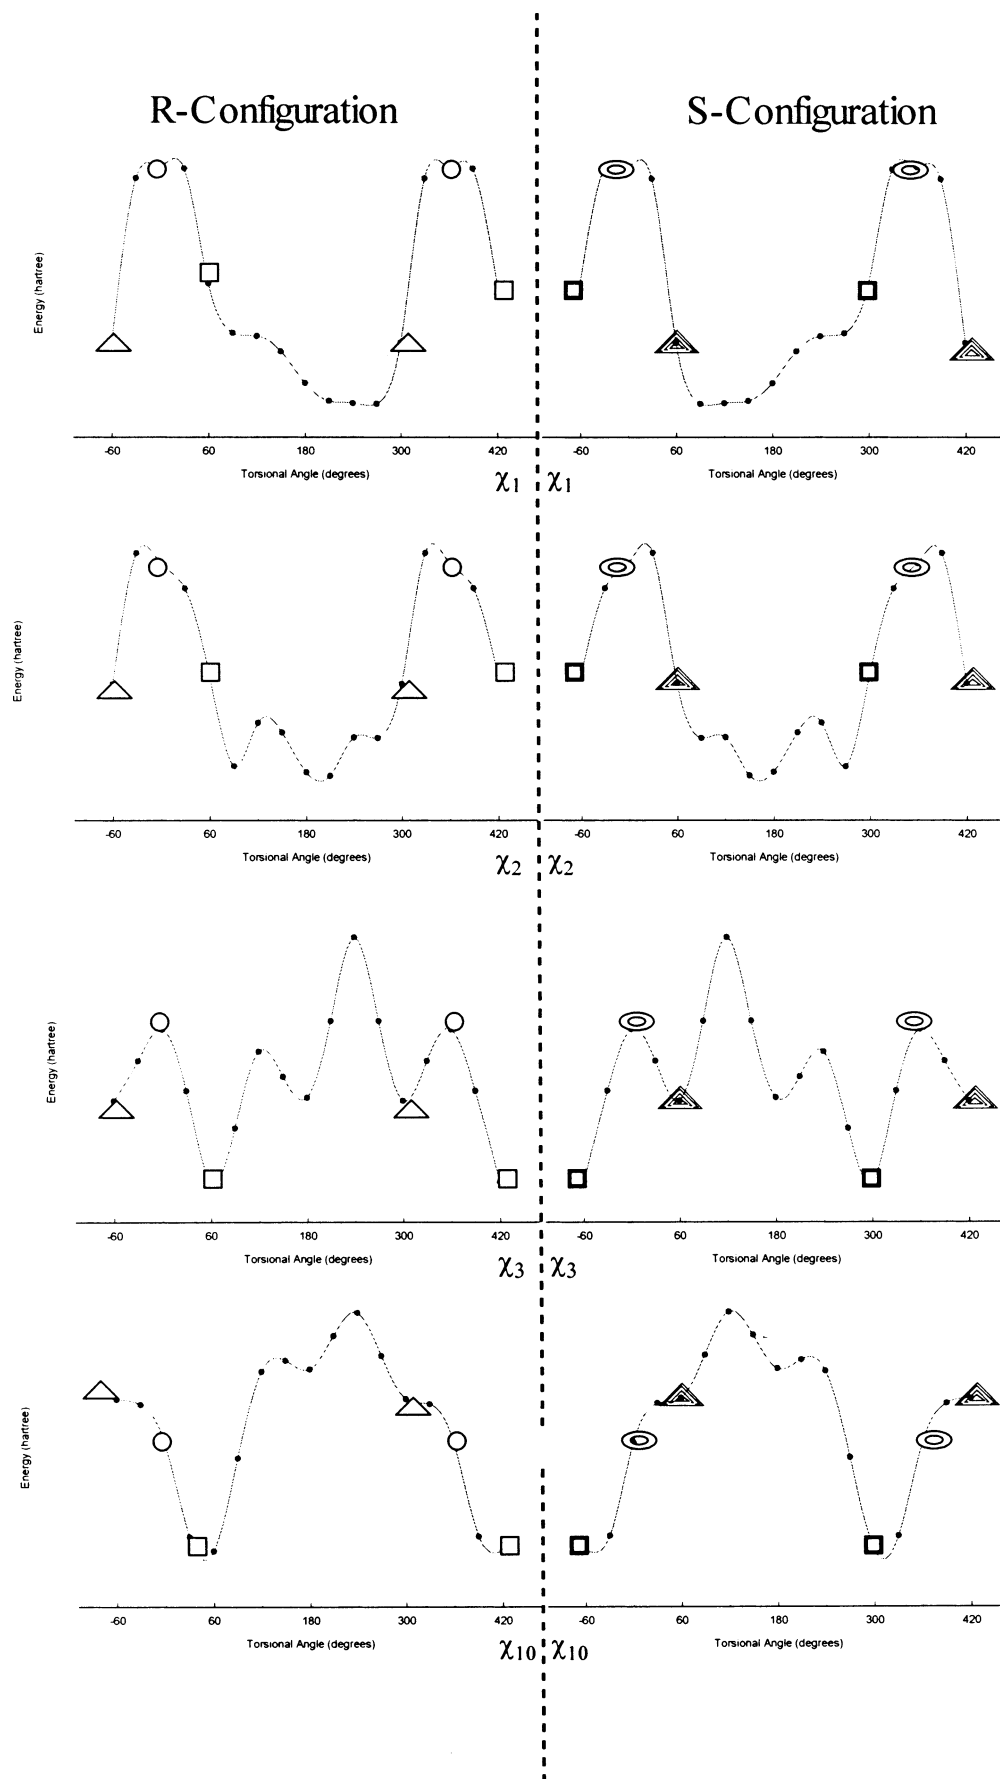 R-Configuration
S-Configuration
Energy (hartree)
-60 60 180 300 420
-60 60 180 300 420
Torsional Angle (degrees)
Torsional Angle (degrees)
χ1 χ1
Energy (hartree)
-60 60 180 300 420
-60 60 180 300 420
Torsional Angle (degrees)
Torsional Angle (degrees)
χ2 χ2
Energy (hartree)
-60 60 180 300 420
-60 60 180 300 420
Torsional Angle (degrees)
Torsional Angle (degrees)
χ3 χ3
Energy (hartree)
-60 60 180 300 420
-60 60 180 300 420
Torsional Angle (degrees)
Torsional Angle (degrees)
χ10 χ10